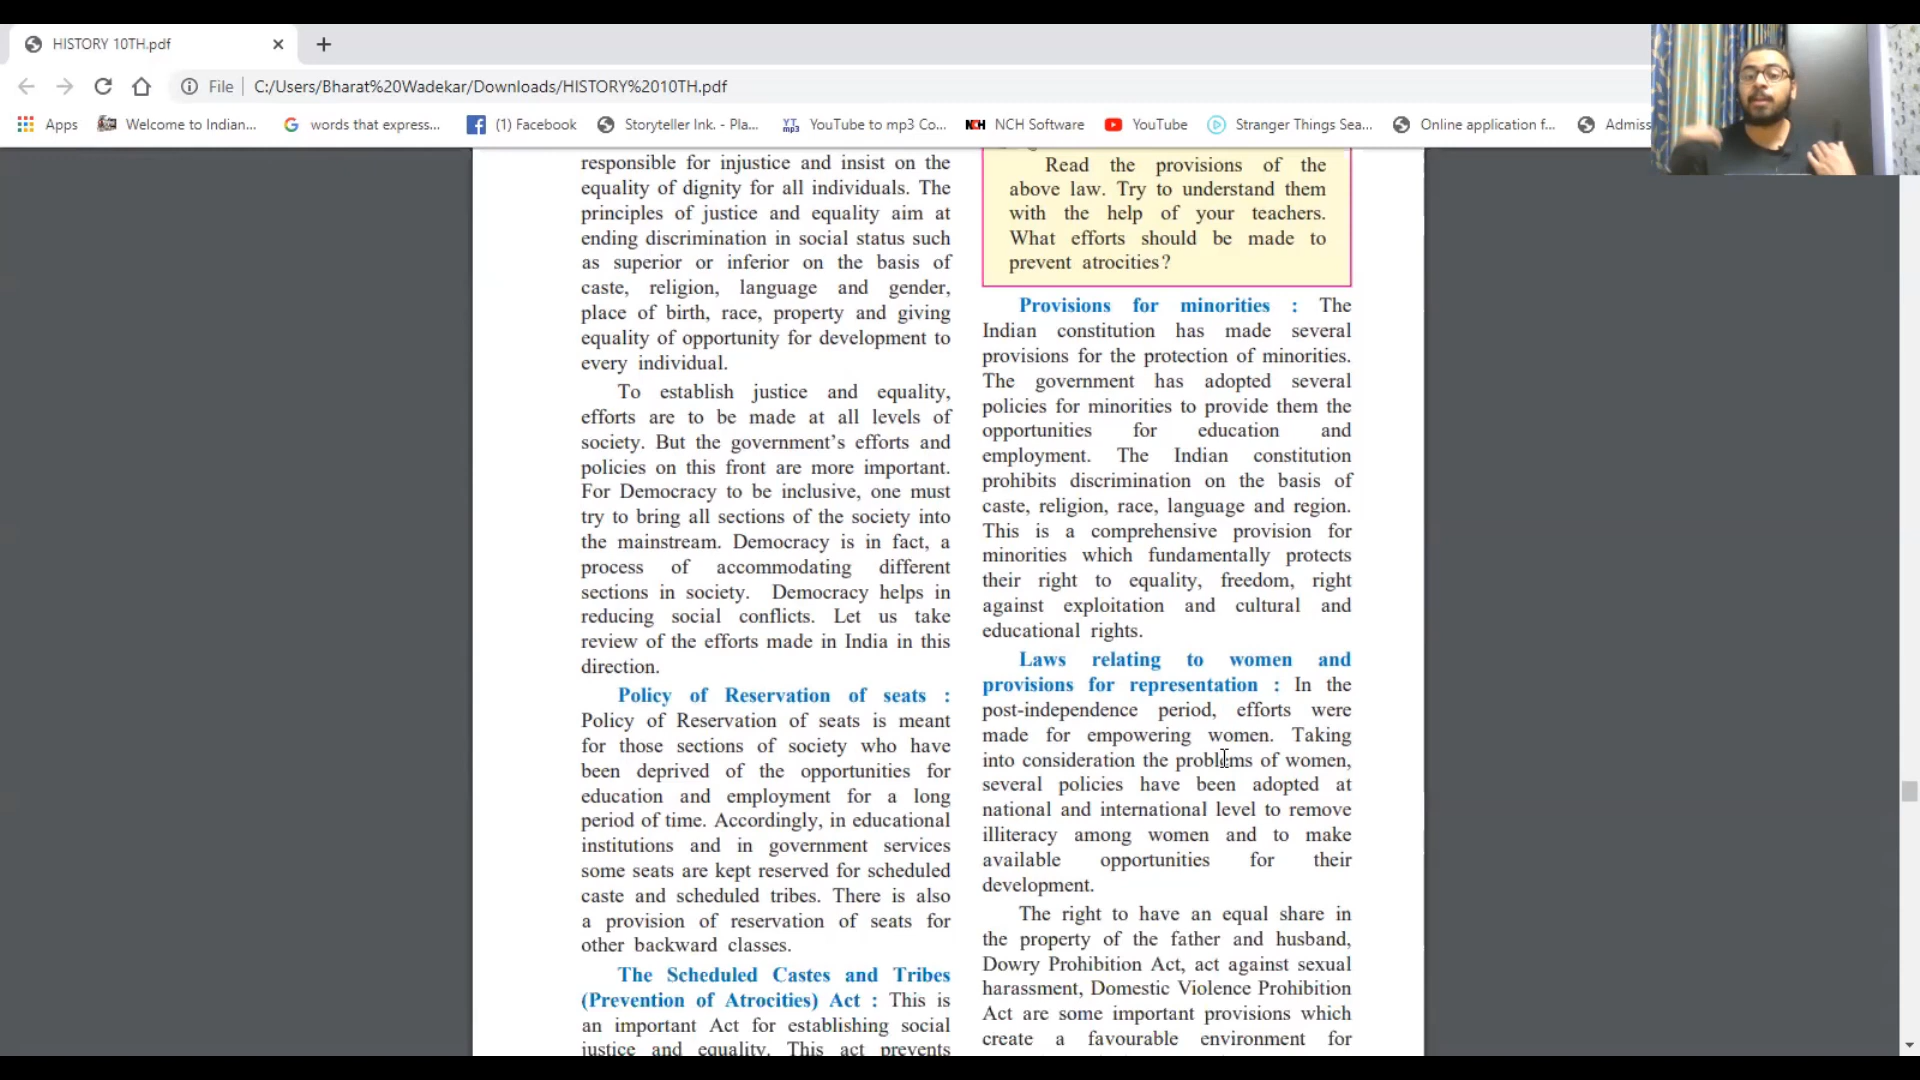 HISTORY 10TH.pdf
File
C:/Users/Bharat%20Wadekar/Downloads/HISTORY%2010TH.pdf
Apps
Welcome to Indian...
words that express...
(1) Facebook
Storyteller Ink. - Pla...
YouTube to mp3 Co...
NCH Software
YouTube
Stranger Things Sea...
Online application f...
Admiss
responsible for injustice and insist on the
equality of dignity for all individuals. The
principles of justice and equality aim at
ending discrimination in social status such
as superior or inferior on the basis of
caste, religion, language and gender,
place of birth, race, property and giving
equality of opportunity for development to
every individual.
To establish justice and equality,
efforts are to be made at all levels of
society. But the government's efforts and
policies on this front are more important.
For Democracy to be inclusive, one must
try to bring all sections of the society into
the mainstream. Democracy is in fact, a
process of accommodating different
sections in society. Democracy helps in
reducing social conflicts. Let us take
review of the efforts made in India in this
direction.
Policy of Reservation of seats :
Policy of Reservation of seats is meant
for those sections of society who have
been deprived of the opportunities for
education and employment for a long
period of time. Accordingly, in educational
institutions and in government services
some seats are kept reserved for scheduled
caste and scheduled tribes. There is also
a provision of reservation of seats for
other backward classes.
The Scheduled Castes and Tribes
(Prevention of Atrocities) Act : This is
an important Act for establishing social
justice and equality. This act prevents
Read the provisions of the
above law. Try to understand them
with the help of your teachers.
What efforts should be made to
prevent atrocities?
Provisions for minorities : The
Indian constitution has made several
provisions for the protection of minorities.
The government has adopted several
policies for minorities to provide them the
opportunities for education and
employment. The Indian constitution
prohibits discrimination on the basis of
caste, religion, race, language and region.
This is a comprehensive provision for
minorities which fundamentally protects
their right to equality, freedom, right
against exploitation and cultural and
educational rights.
Laws relating to women and
provisions for representation : In the
post-independence period, efforts were
made for empowering women. Taking
into consideration the problems of women,
several policies have been adopted at
national and international level to remove
illiteracy among women and to make
available opportunities for their
development.
The right to have an equal share in
the property of the father and husband,
Dowry Prohibition Act, act against sexual
harassment, Domestic Violence Prohibition
Act are some important provisions which
create a favourable environment for